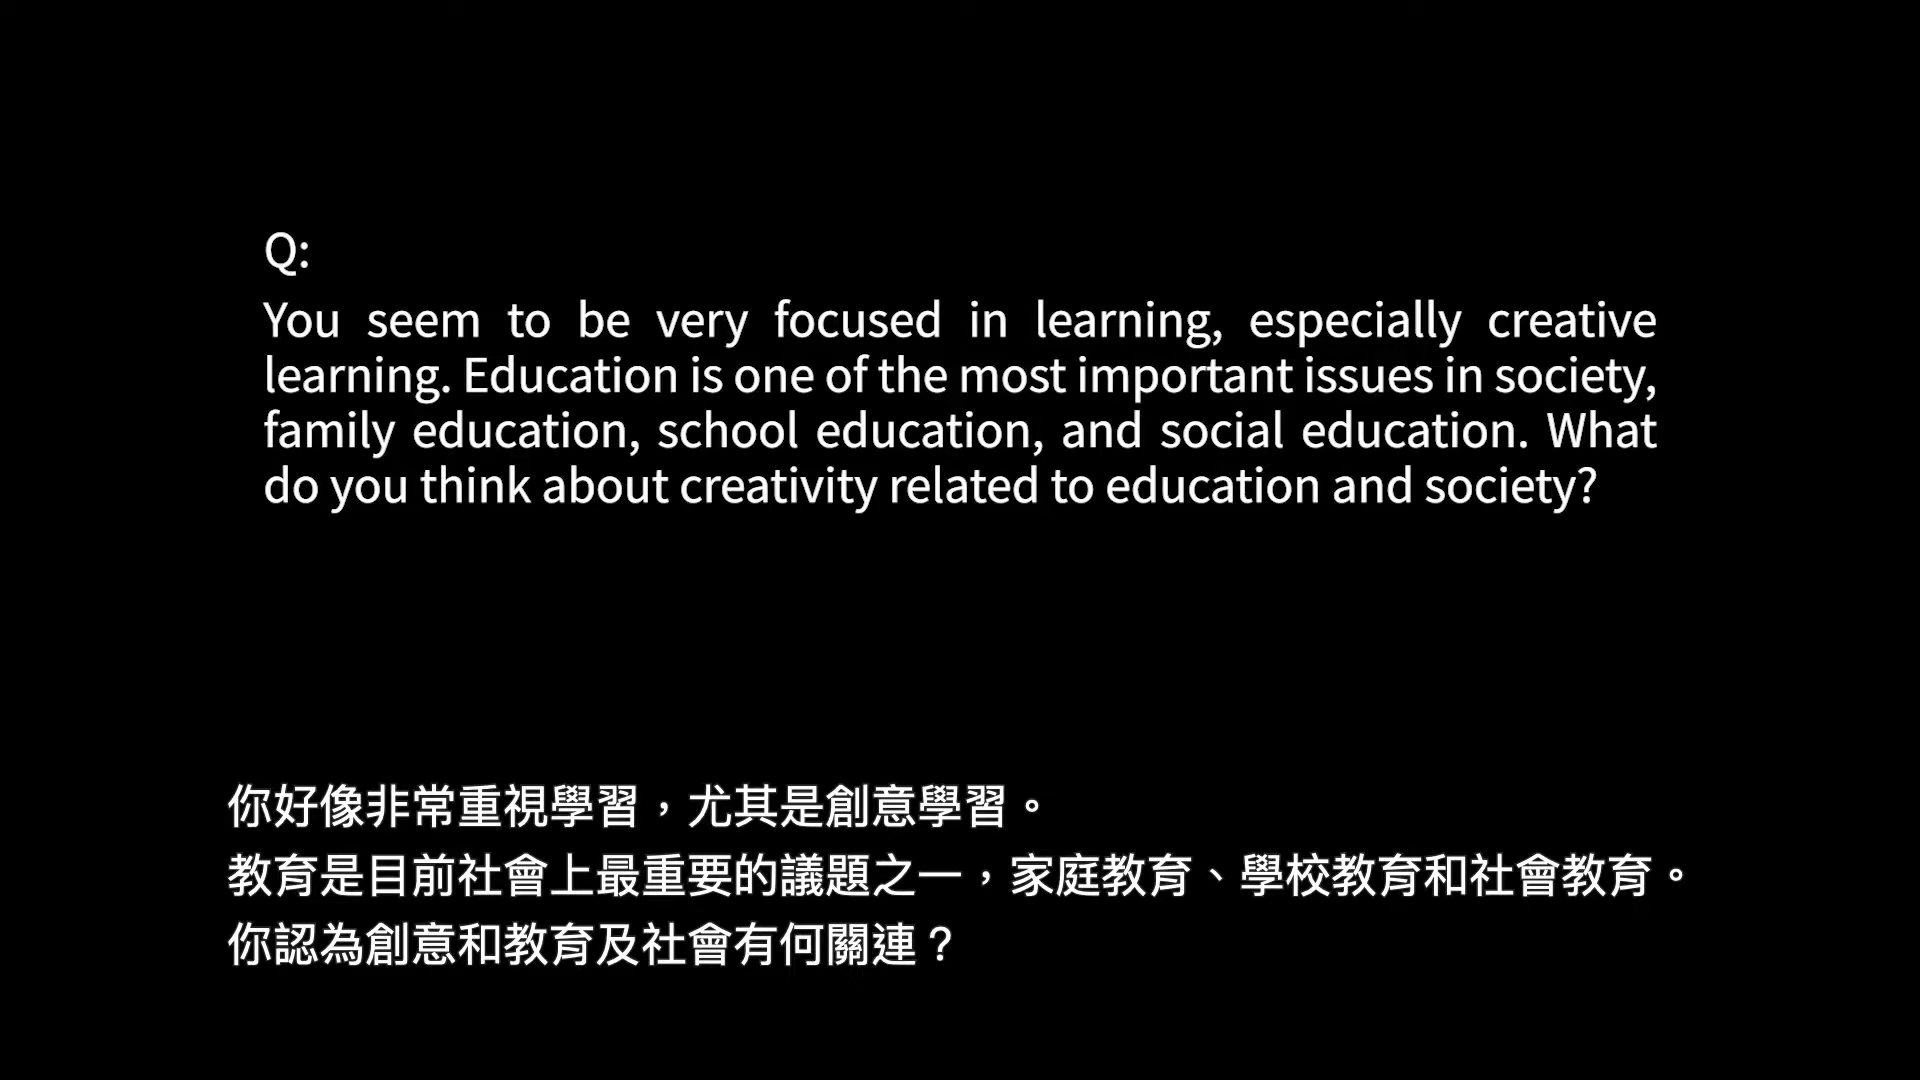 Q:
You seem to be very focused in learning, especially creative
learning. Education is one of the most important issues in society,
family education, school education, and social education. What
do you think about creativity related to education and society?
你好像非常重視學習，尤其是創意學習。
教育是目前社會上最重要的議題之一，家庭教育、學校教育和社會教育。
你認為創意和教育及社會有何關連？